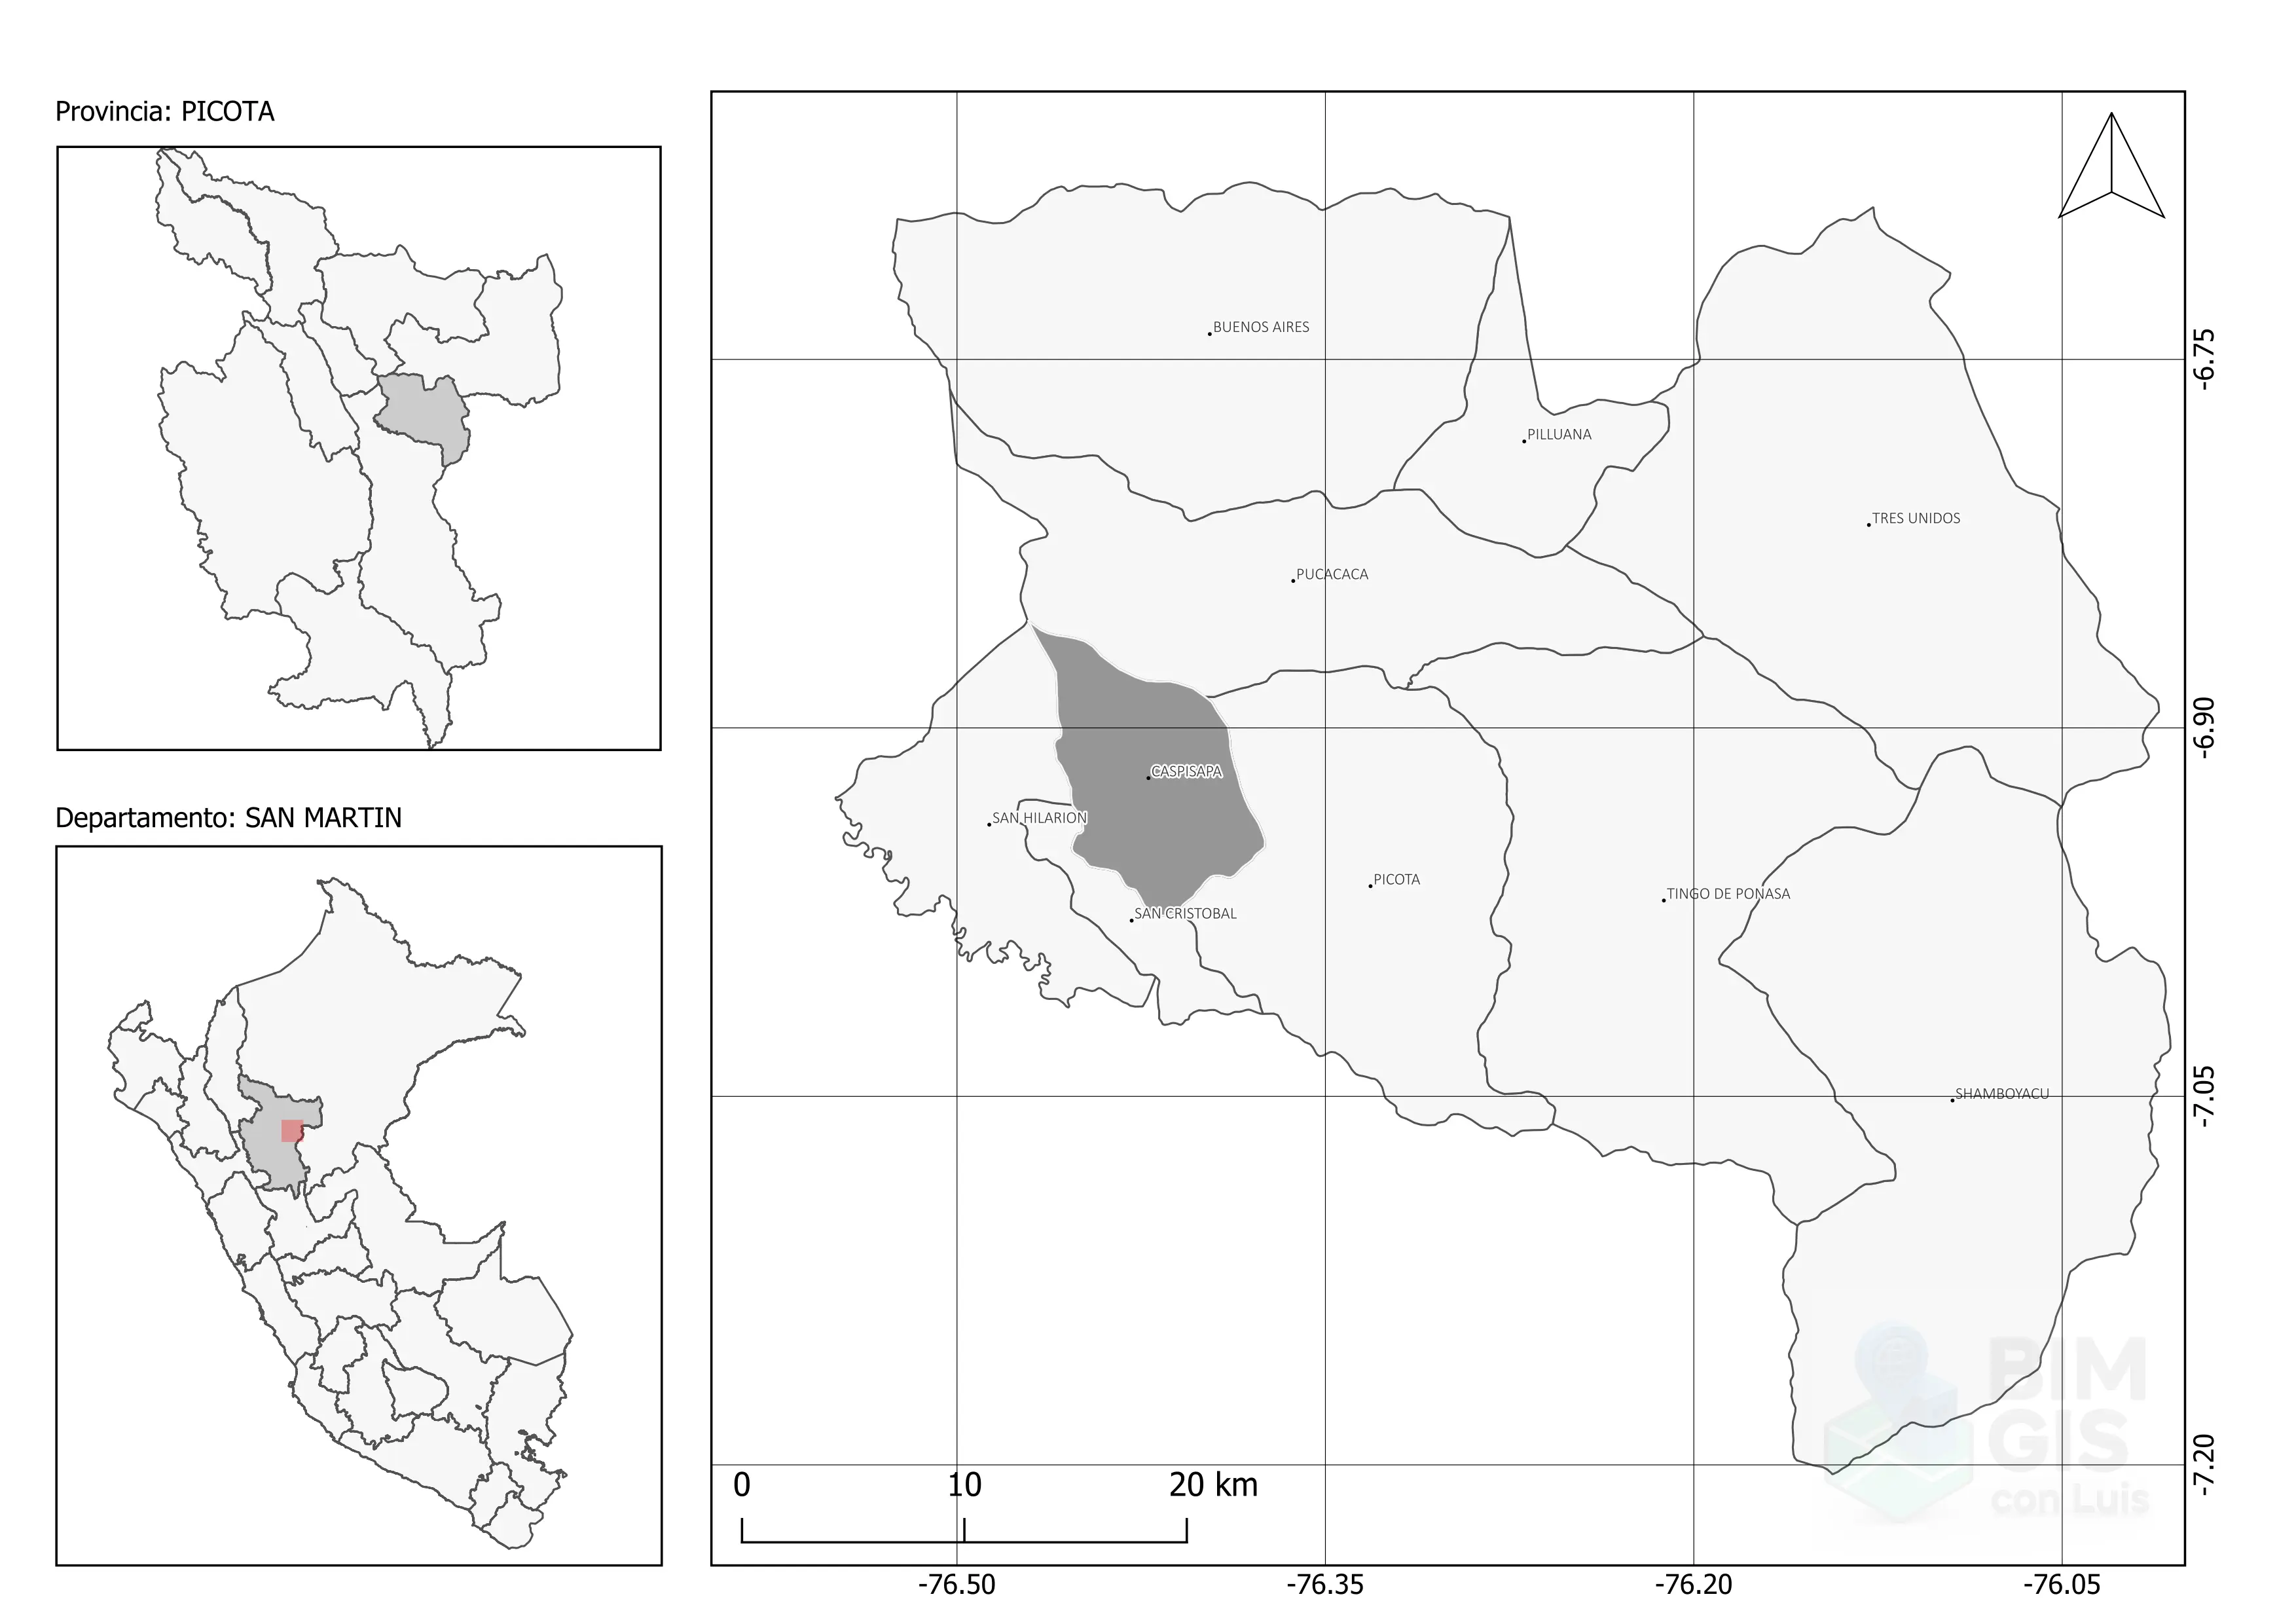 Provincia: PICOTA
Departamento: SAN MARTIN
BUENOS AIRES
PILLUANA
TRES UNIDOS
PUCACACA
CASPISAPA
SAN HILARION
PICOTA
TINGO DE PONASA
SAN CRISTOBAL
SHAMBOYACU
-6.75
-6.90
-7.05
-7.20
0 10 20 km
-76.50 -76.35 -76.20 -76.05
BIM
GIS
con Luis